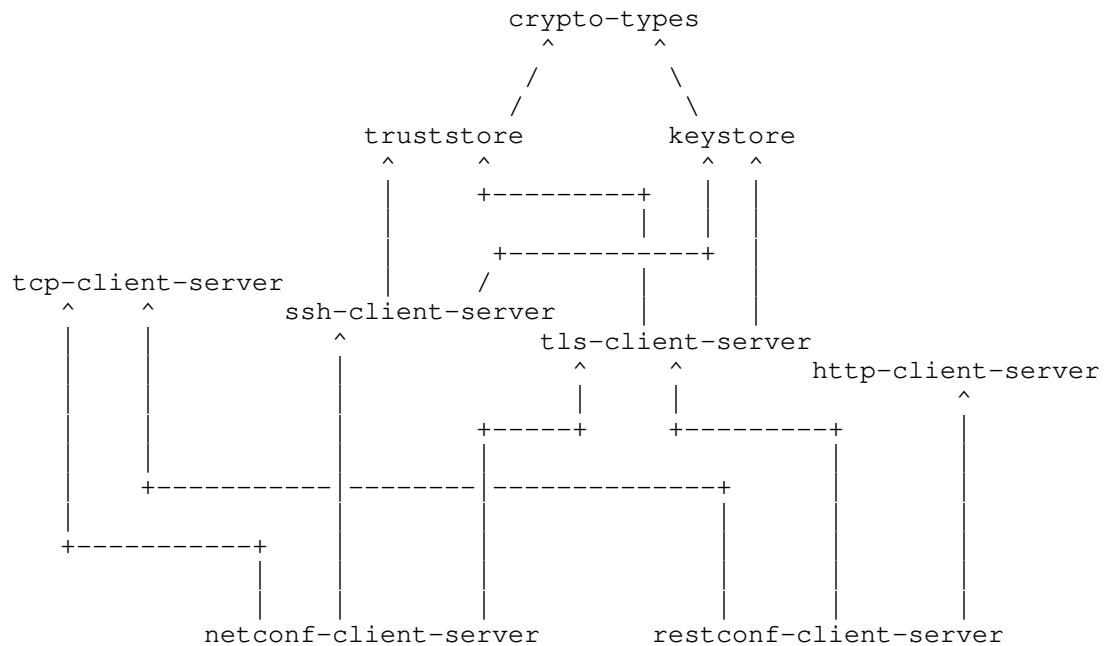 crypto-types
truststore keystore
tcp-client-server
ssh-client-server
tls-client-server
http-client-server
netconf-client-server restconf-client-server